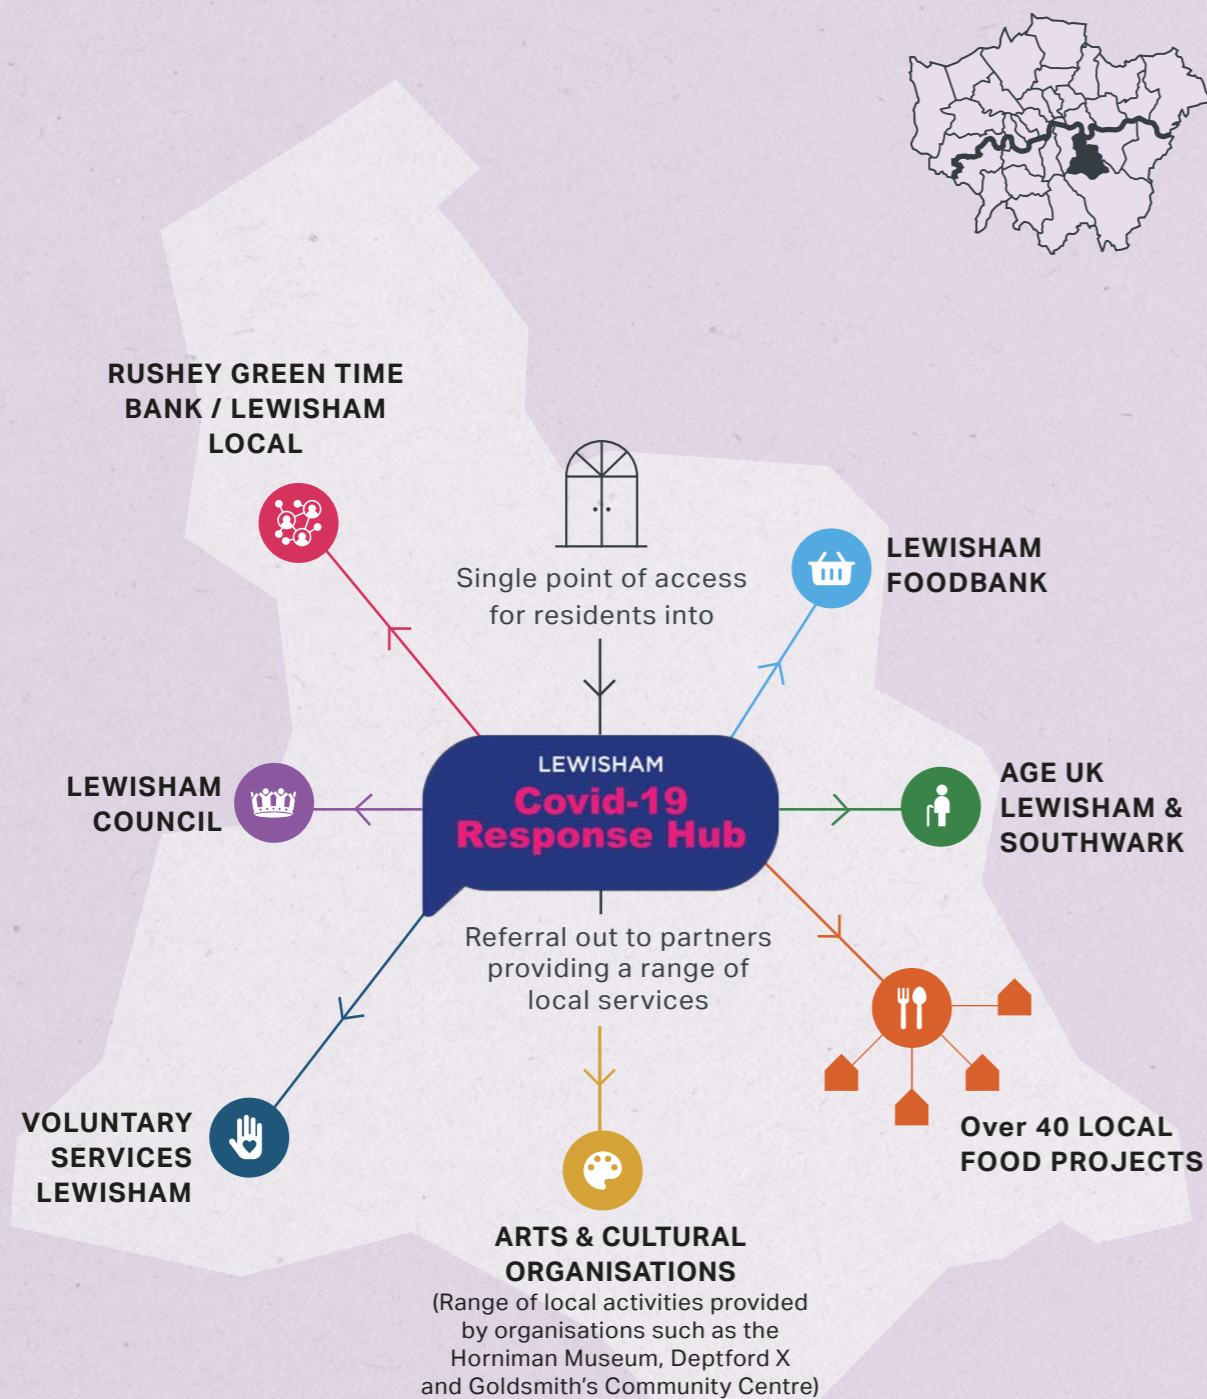 RUSHEY GREEN TIME
BANK / LEWISHAM
LOCAL
Single point of access
for residents into
LEWISHAM
FOODBANK
LEWISHAM
COUNCIL
LEWISHAM
Covid-19
Response Hub
AGE UK
LEWISHAM &
SOUTHWARK
Referral out to partners
providing a range of
local services
VOLUNTARY
SERVICES
LEWISHAM
Over 40 LOCAL
FOOD PROJECTS
ARTS & CULTURAL
ORGANISATIONS
(Range of local activities provided
by organisations such as the
Horniman Museum, Deptford X
and Goldsmith's Community Centre)